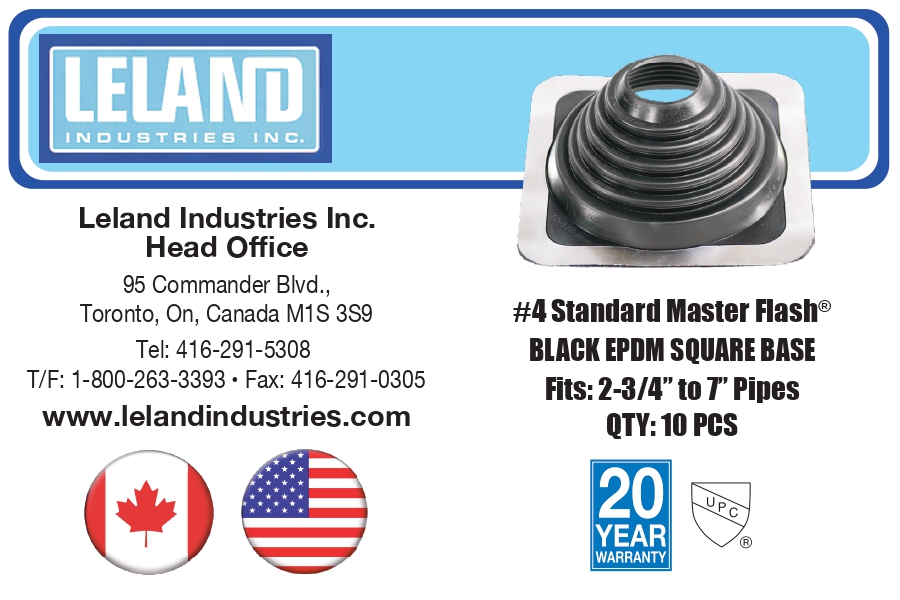 LELAND
INDUSTRIES INC.
Leland Industries Inc.
Head Office
95 Commander Blvd.,
Toronto, On, Canada M1S 3S9
Tel: 416-291-5308
T/F: 1-800-263-3393 • Fax: 416-291-0305
www.lelandindustries.com
#4 Standard Master Flash®
BLACK EPDM SQUARE BASE
Fits: 2-3/4” to 7” Pipes
QTY: 10 PCS
20
YEAR
WARRANTY
UPC
®